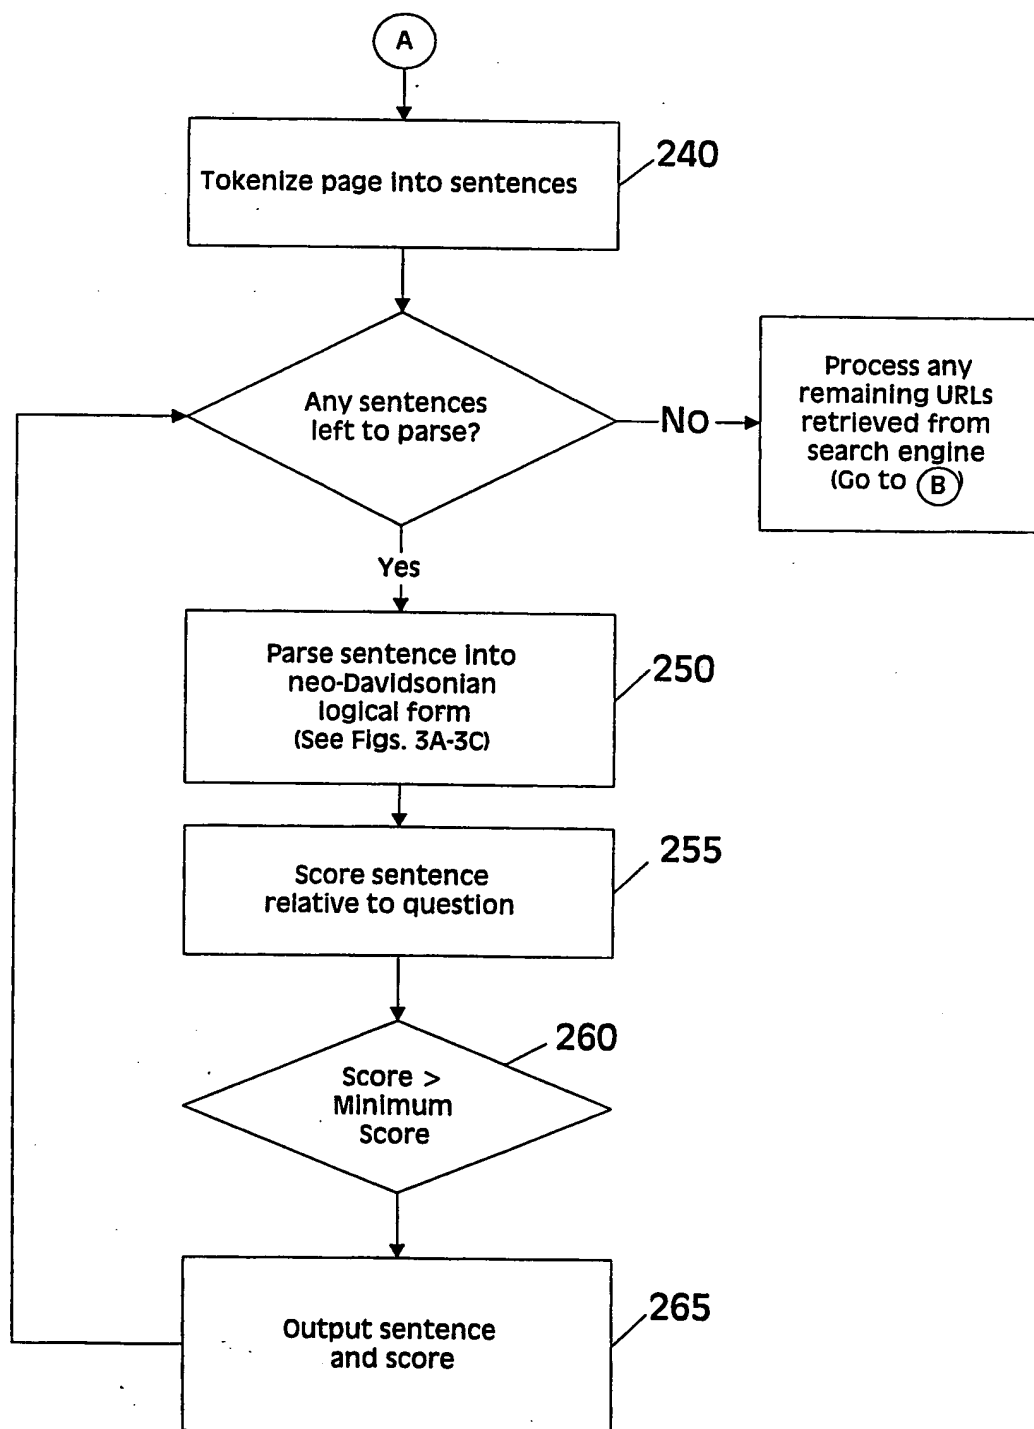 A
Tokenize page into sentences
240
Any sentences
left to parse?
No
Process any
remaining URLs
retrieved from
search engine
(Go to B)
Yes
Parse sentence into
neo-Davidsonian
logical form
(See Figs. 3A-3C)
250
Score sentence
relative to question
255
260
Score >
Minimum
Score
Output sentence
and score
265